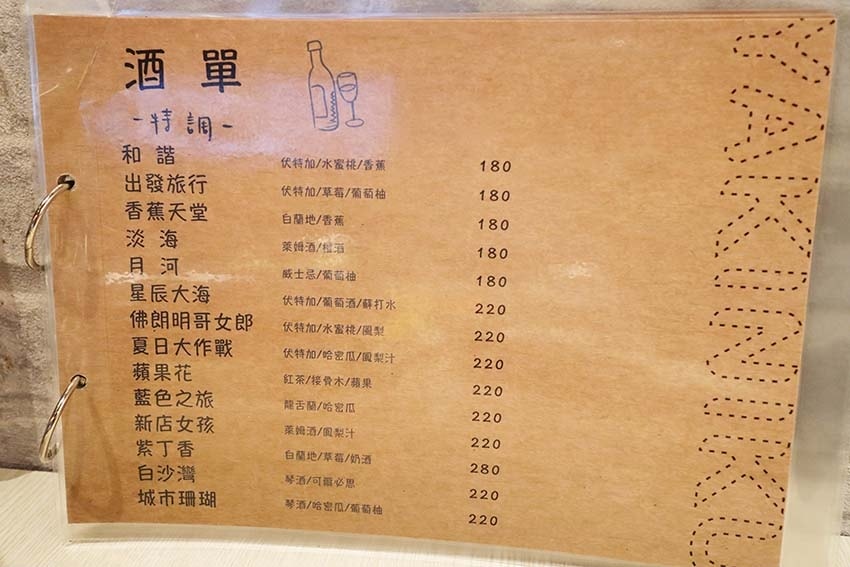 酒單
-特調-
和諧 伏特加/水蜜桃/香蕉 180
出發旅行 伏特加/草莓/葡萄柚 180
香蕉天堂 白蘭地/香蕉 180
淡海 萊姆酒/橙酒 180
月河 威士忌/葡萄柚 180
星辰大海 伏特加/葡萄酒/蘇打水 220
佛朗明哥女郎 伏特加/水蜜桃/鳳梨 220
夏日大作戰 伏特加/哈密瓜/鳳梨汁 220
蘋果花 紅茶/接骨木/蘋果 220
藍色之旅 龍舌蘭/哈密瓜 220
新店女孩 萊姆酒/鳳梨汁 220
紫丁香 白蘭地/草莓/奶酒 280
白沙灣 琴酒/可爾必思 220
城市珊瑚 琴酒/哈密瓜/葡萄柚 220
YAKINIKU